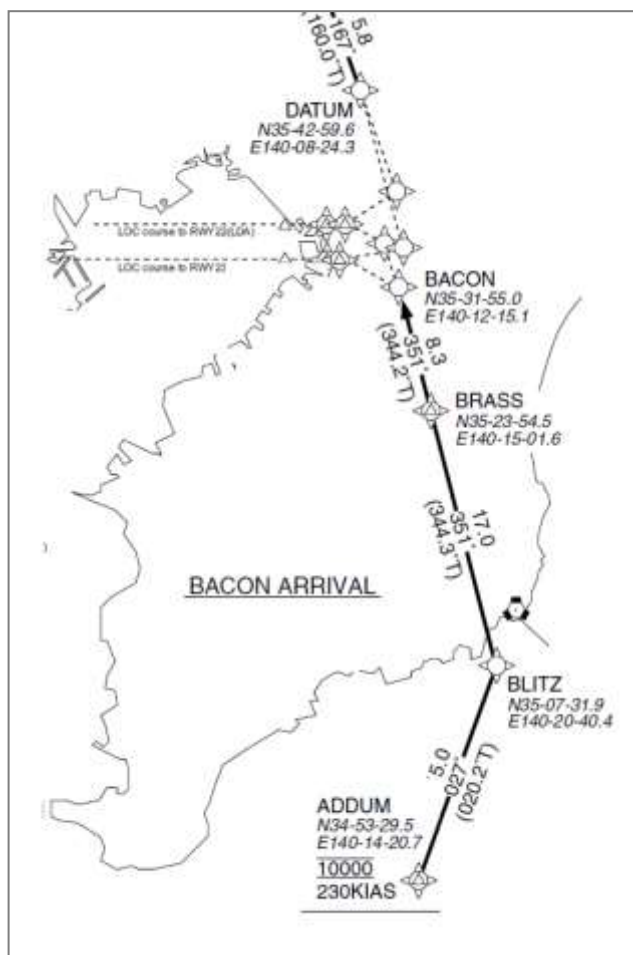 5.8
167°
(160.0°T)
DATUM
N35-42-59.6
E140-08-24.3
LOC course to RWY22(LDA)
LOC course to RWY23
BACON
N35-31-55.0
E140-12-15.1
8.3
351°
(344.2°T)
BRASS
N35-23-54.5
E140-15-01.6
17.0
351°
(344.3°T)
BACON ARRIVAL
BLITZ
N35-07-31.9
E140-20-40.4
5.0
027°
(020.2°T)
ADDUM
N34-53-29.5
E140-14-20.7
10000
230KIAS